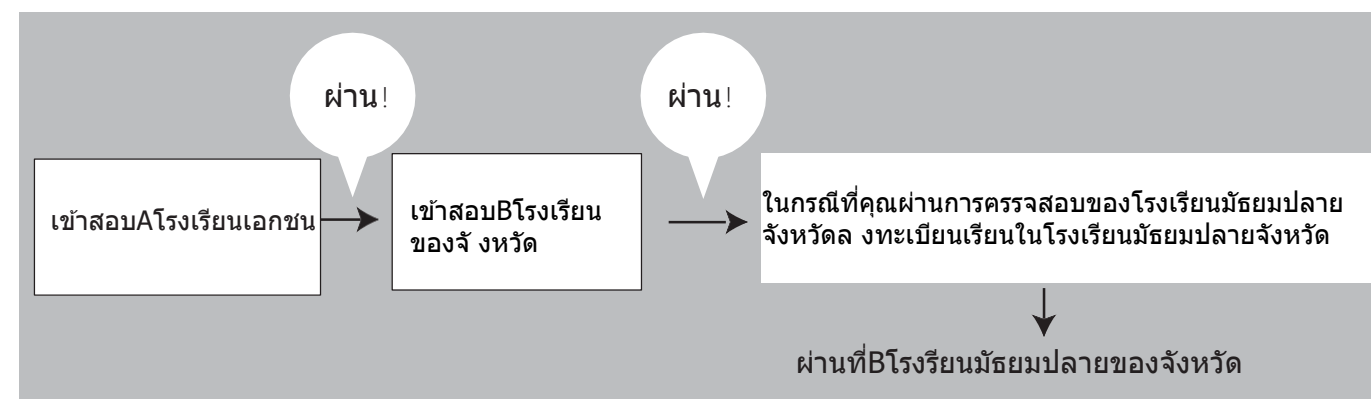 ผ่าน!
ผ่าน!
เข้าสอบAโรงเรียนเอกชน
เข้าสอบBโรงเรียน
ของจั งหวัด
ในกรณีที่คุณผ่านการครรจสอบของโรงเรียนมัธยมปลาย
จังหวัดล งทะเบียนเรียนในโรงเรียนมัธยมปลายจังหวัด
ผ่านที่Bโรงรียนมัธยมปลายของจังหวัด